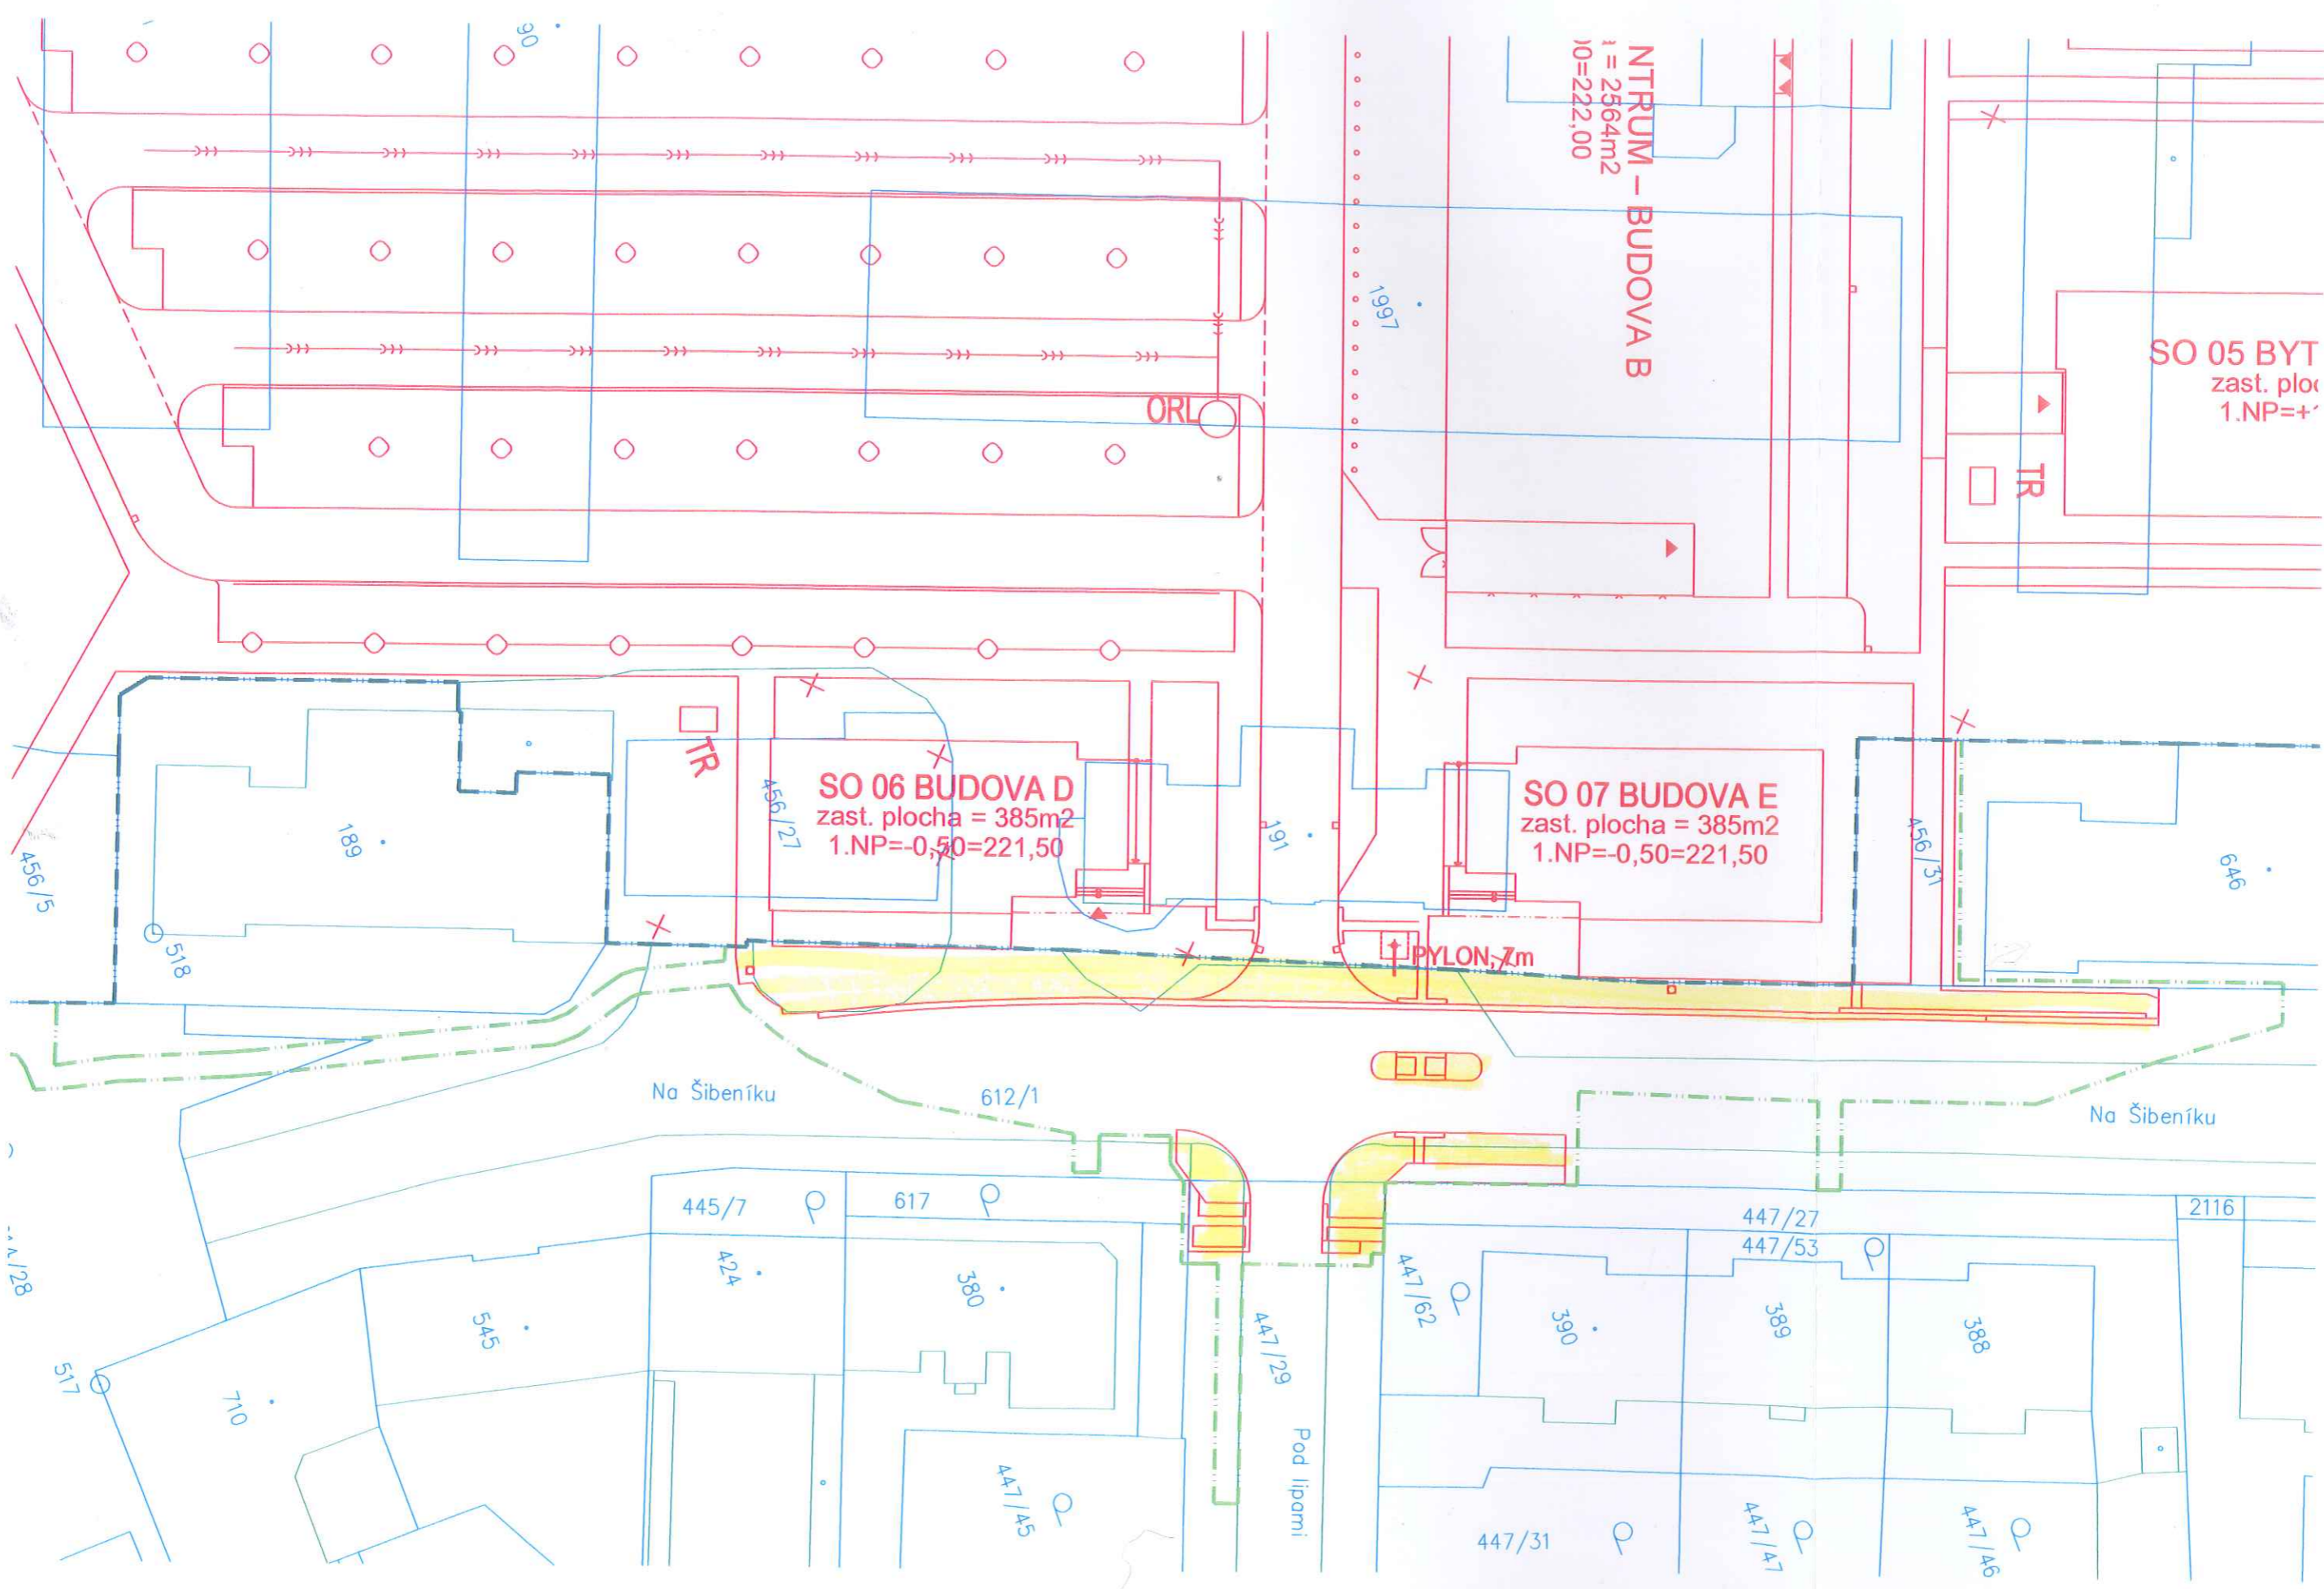 90
NTRUM – BUDOVA B
= 2564m2
0=222,00
1997
SO 05 BYT
zast. plo
1.NP=+
ORL
TR
TR
456/27
SO 06 BUDOVA D
zast. plocha = 385m2
1.NP=-0,50=221,50
191
SO 07 BUDOVA E
zast. plocha = 385m2
1.NP=-0,50=221,50
456/31
646
189
456/5
518
PYLON, 7m
Na Šibeníku
612/1
Na Šibeníku
445/7
617
447/27
447/53
2116
424
380
447/29
447/62
390
389
388
545
517
710
/28
447/45
Pod lipami
447/31
447/47
447/46